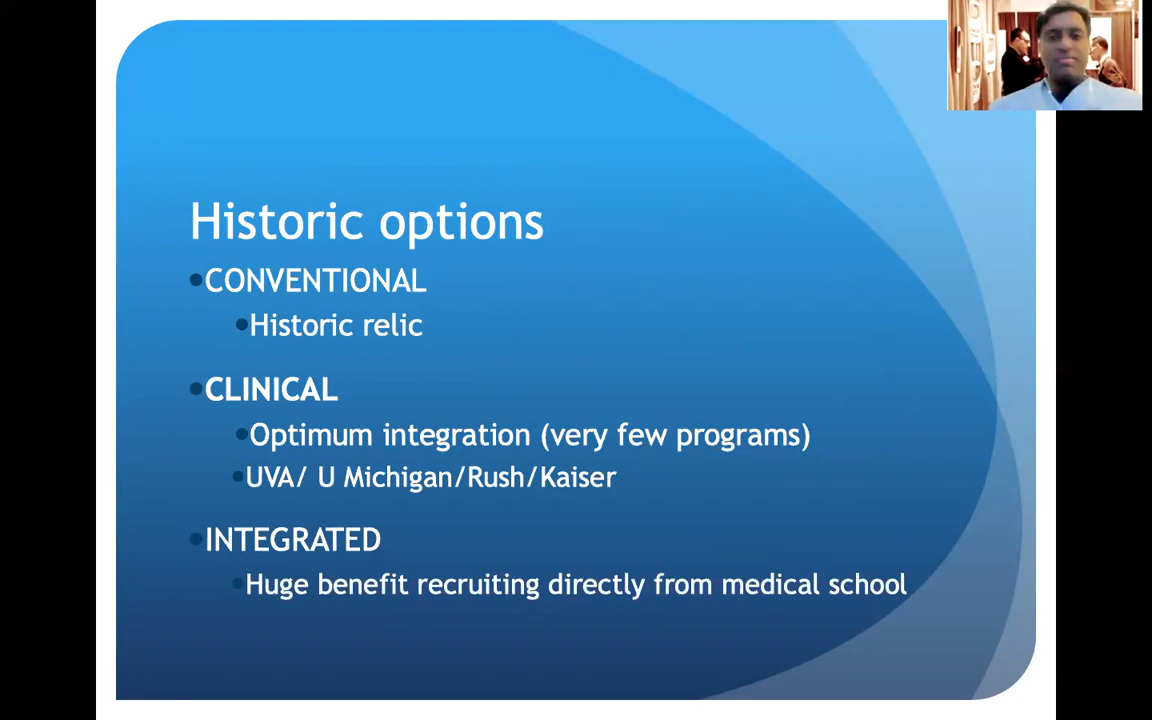 Historic options
•CONVENTIONAL
•Historic relic
•CLINICAL
•Optimum integration (very few programs)
•UVA/ U Michigan/Rush/Kaiser
•INTEGRATED
•Huge benefit recruiting directly from medical school